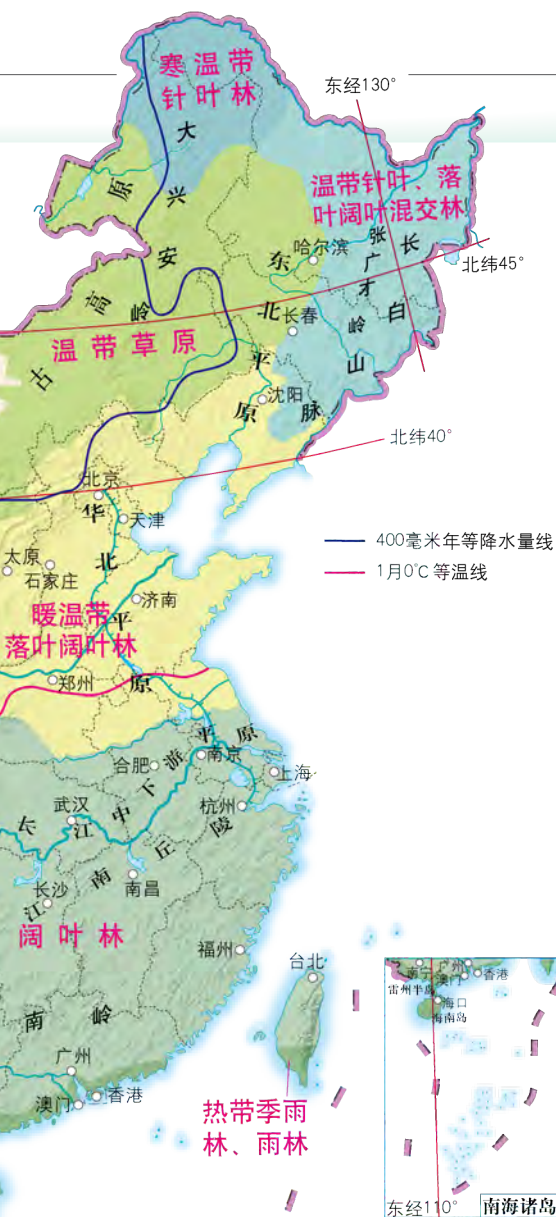 寒温带
针叶林
东经130°
大
兴
安
岭
原
高
古
温带针叶、落
叶阔叶混交林
哈尔滨
张
广
才
岭
长
白
山
脉
北纬45°
东
北
平
原
长春
温带草原
沈阳
北纬40°
北京
天津
华
北
平
原
400毫米年等降水量线
1月0℃等温线
太原
石家庄
济南
暖温带
落叶阔叶林
郑州
合肥
南京
上海
杭州
武汉
长
江
中
下
游
平
原
江
南
丘
陵
长沙
南昌
阔叶林
福州
台北
南
岭
广州
香港
澳门
热带季雨
林、雨林
南宁
广州
澳门
香港
雷州半岛
海口
海南岛
东经110°
南海诸岛